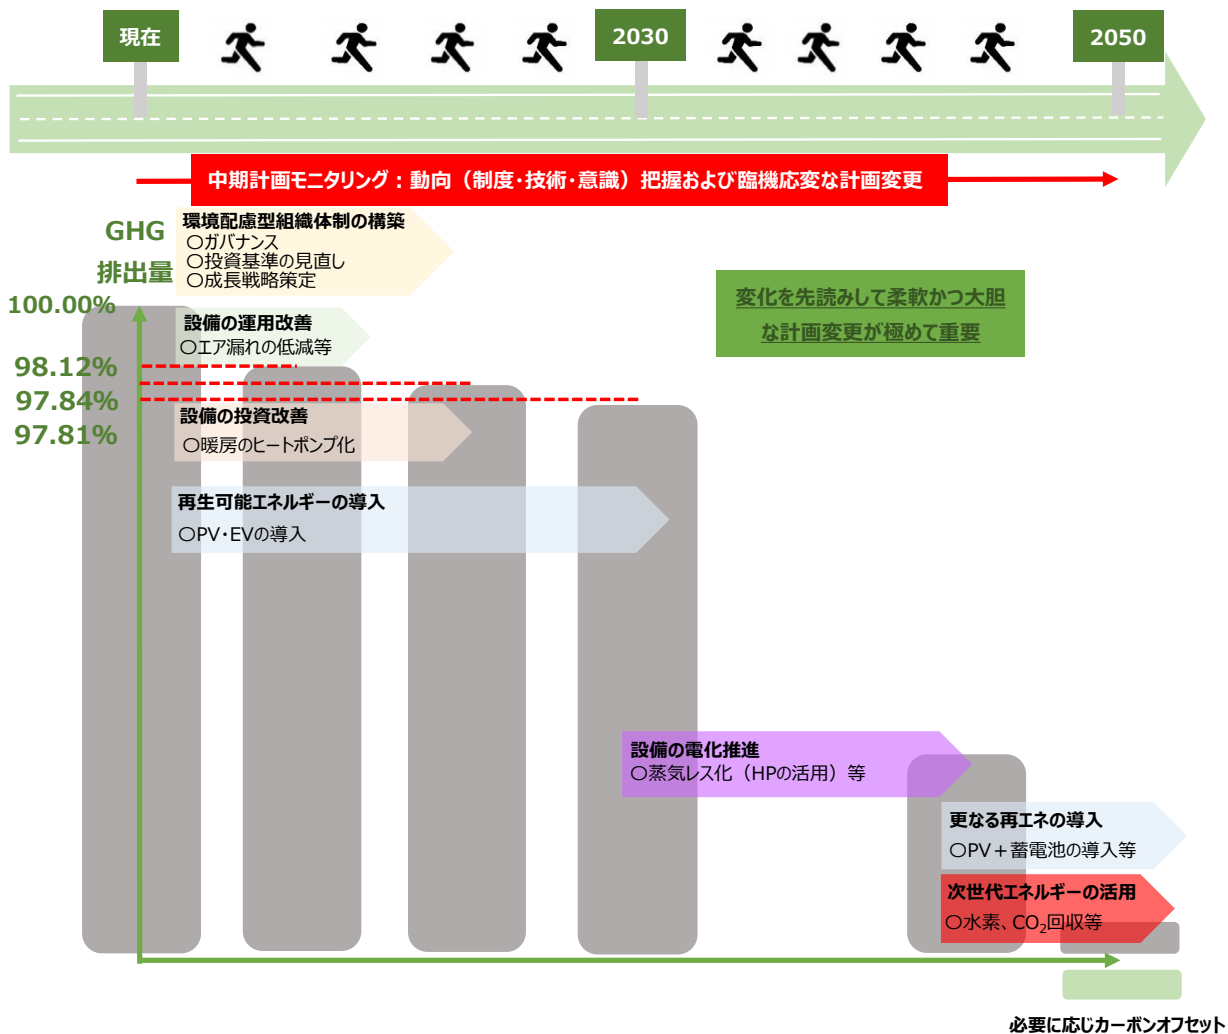 現在
2030
2050
中期計画モニタリング：動向（制度・技術・意識）把握および臨機応変な計画変更
GHG
排出量
環境配慮型組織体制の構築
○ガバナンス
○投資基準の見直し
○成長戦略策定
変化を先読みして柔軟かつ大胆
な計画変更が極めて重要
100.00%
設備の運用改善
○エア漏れの低減等
98.12%
97.84%
97.81%
設備の投資改善
○暖房のヒートポンプ化
再生可能エネルギーの導入
○PV・EVの導入
設備の電化推進
○蒸気レス化（HPの活用）等
更なる再エネの導入
○PV＋蓄電池の導入等
次世代エネルギーの活用
○水素、CO₂回収等
必要に応じカーボンオフセット